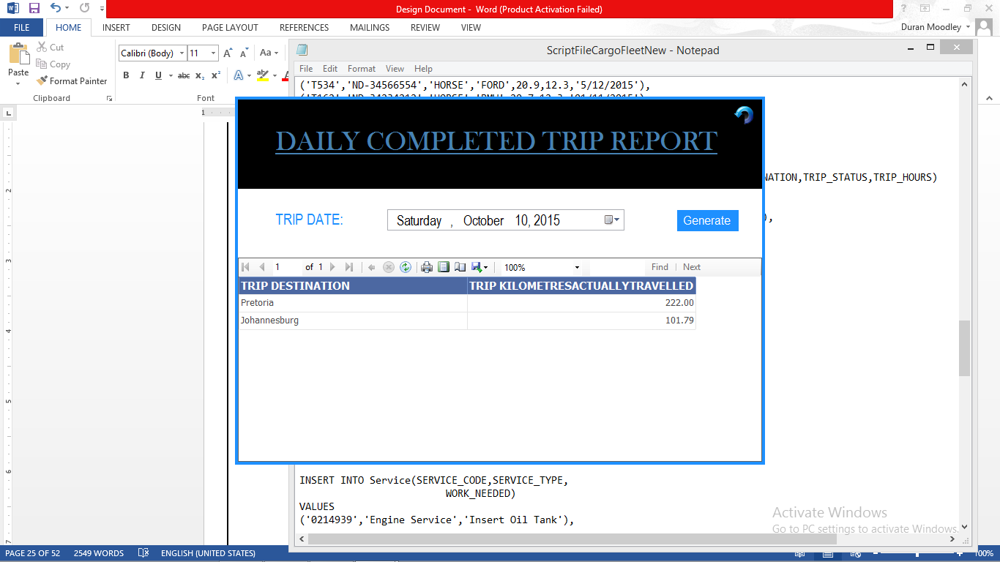 Design Document - Word (Product Activation Failed)
FILE HOME INSERT DESIGN PAGE LAYOUT REFERENCES MAILINGS REVIEW VIEW Duran Moodley
Paste
Cut
Copy
Format Painter
Clipboard
Calibri (Body) 11 Aa
B I U abc x2 x2 A ab
Font
ScriptFileCargoFleetNew - Notepad
File Edit Format View Help
('T534','ND-34566554','HORSE','FORD',20.9,12.3,'5/12/2015'),
DAILY COMPLETED TRIP REPORT
NATION,TRIP_STATUS,TRIP_HOURS)
TRIP DATE: Saturday , October 10, 2015 Generate
),
1 of 1 100% Find | Next
TRIP DESTINATION TRIP KILOMETRESACTUALLYTRAVELLED
Pretoria 222.00
Johannesburg 101.79
INSERT INTO Service(SERVICE_CODE,SERVICE_TYPE,
WORK_NEEDED)
VALUES
('0214939','Engine Service','Insert Oil Tank'),
Activate Windows
Go to PC settings to activate Windows.
PAGE 25 OF 52 2549 WORDS ENGLISH (UNITED STATES) 100%